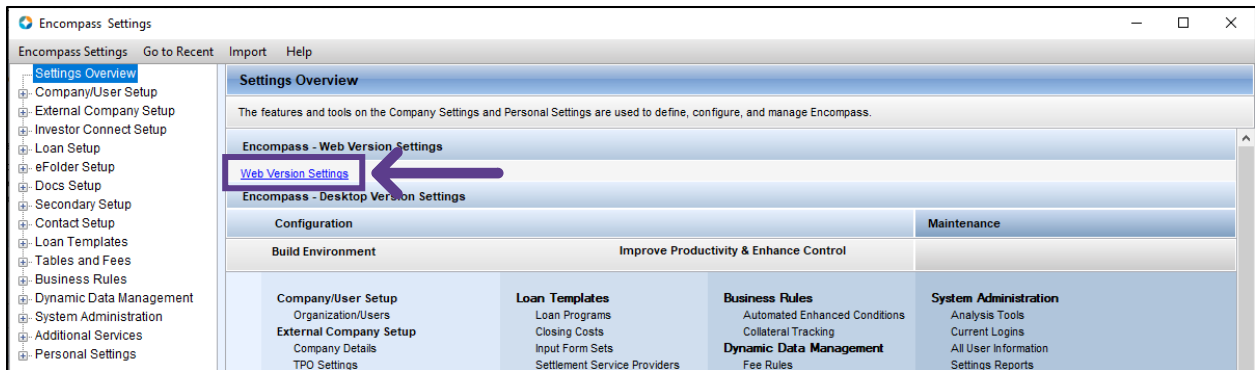 Encompass Settings
Encompass Settings Go to Recent Import Help
Settings Overview
Company/User Setup
External Company Setup
Investor Connect Setup
Loan Setup
eFolder Setup
Docs Setup
Secondary Setup
Contact Setup
Loan Templates
Tables and Fees
Business Rules
Dynamic Data Management
System Administration
Additional Services
Personal Settings
Settings Overview
The features and tools on the Company Settings and Personal Settings are used to define, configure, and manage Encompass.
Encompass - Web Version Settings
Web Version Settings
Encompass - Desktop Version Settings
Configuration Maintenance
Build Environment Improve Productivity & Enhance Control
Company/User Setup
Organization/Users
External Company Setup
Company Details
TPO Settings
Loan Templates
Loan Programs
Closing Costs
Input Form Sets
Settlement Service Providers
Business Rules
Automated Enhanced Conditions
Collateral Tracking
Dynamic Data Management
Fee Rules
System Administration
Analysis Tools
Current Logins
All User Information
Settings Reports